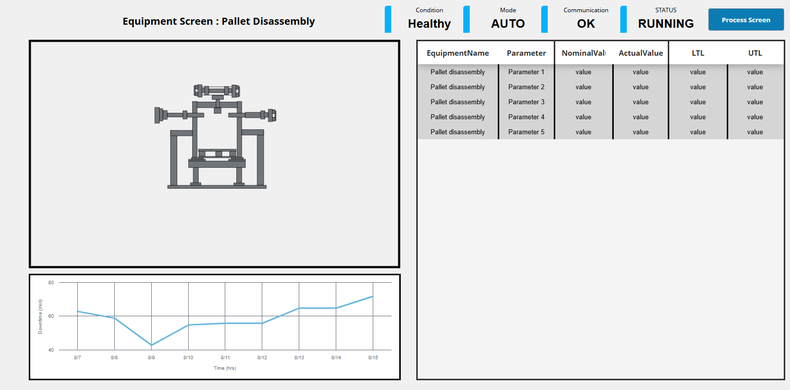 Equipment Screen : Pallet Disassembly
Condition
Healthy
Mode
AUTO
Communication
OK
STATUS
RUNNING
Process Screen
EquipmentName Parameter NominalVal ActualValue LTL UTL
Pallet disassembly Parameter 1 value value value value
Pallet disassembly Parameter 2 value value value value
Pallet disassembly Parameter 3 value value value value
Pallet disassembly Parameter 4 value value value value
Pallet disassembly Parameter 5 value value value value
80
60
40
Downtime (min)
8/7 8/8 8/9 8/10 8/11 8/12 8/13 8/14 8/15
Time (hrs)